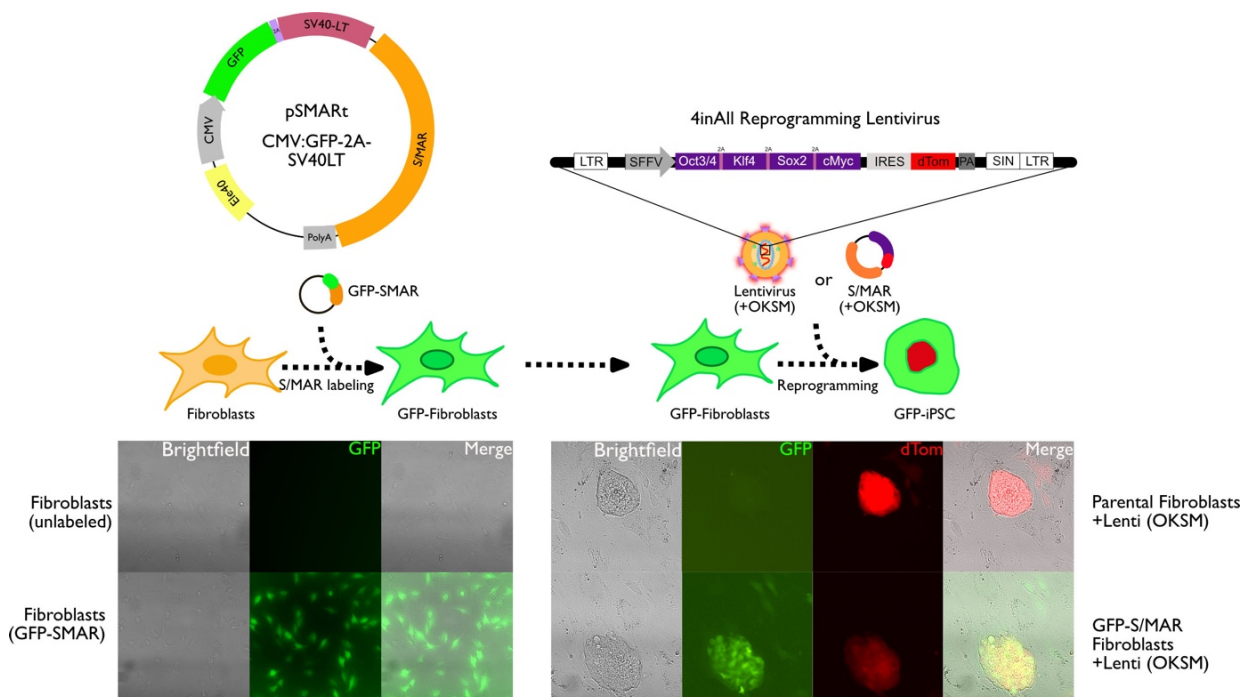 GFP
2A
SV40-LT
CMV
S/MAR
Ele40
PolyA
pSMARt
CMV:GFP-2A-
SV40LT
4inAll Reprogramming Lentivirus
LTR
SFFV
Oct3/4
2A
Klf4
2A
Sox2
2A
cMyc
IRES
dTom
PA
SIN
LTR
GFP-SMAR
Lentivirus
(+OKSM)
or
S/MAR
(+OKSM)
S/MAR labeling
Reprogramming
Fibroblasts
GFP-Fibroblasts
GFP-Fibroblasts
GFP-iPSC
Brightfield
GFP
Merge
Fibroblasts
(unlabeled)
Fibroblasts
(GFP-SMAR)
Brightfield
GFP
dTom
Merge
Parental Fibroblasts
+Lenti (OKSM)
GFP-S/MAR
Fibroblasts
+Lenti (OKSM)